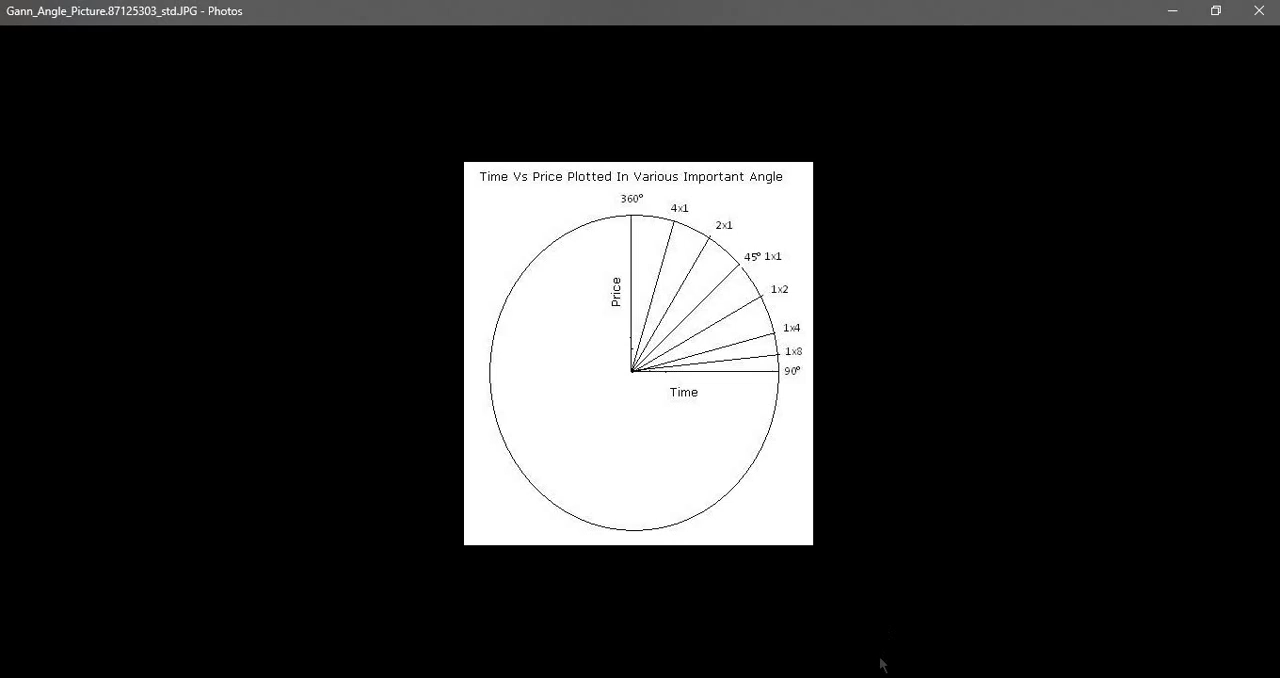 Gann_Angle_Picture.87125303_std.JPG - Photos
Time Vs Price Plotted In Various Important Angle
360°
4x1
2x1
45° 1x1
Price
1x2
1x4
1x8
90°
Time